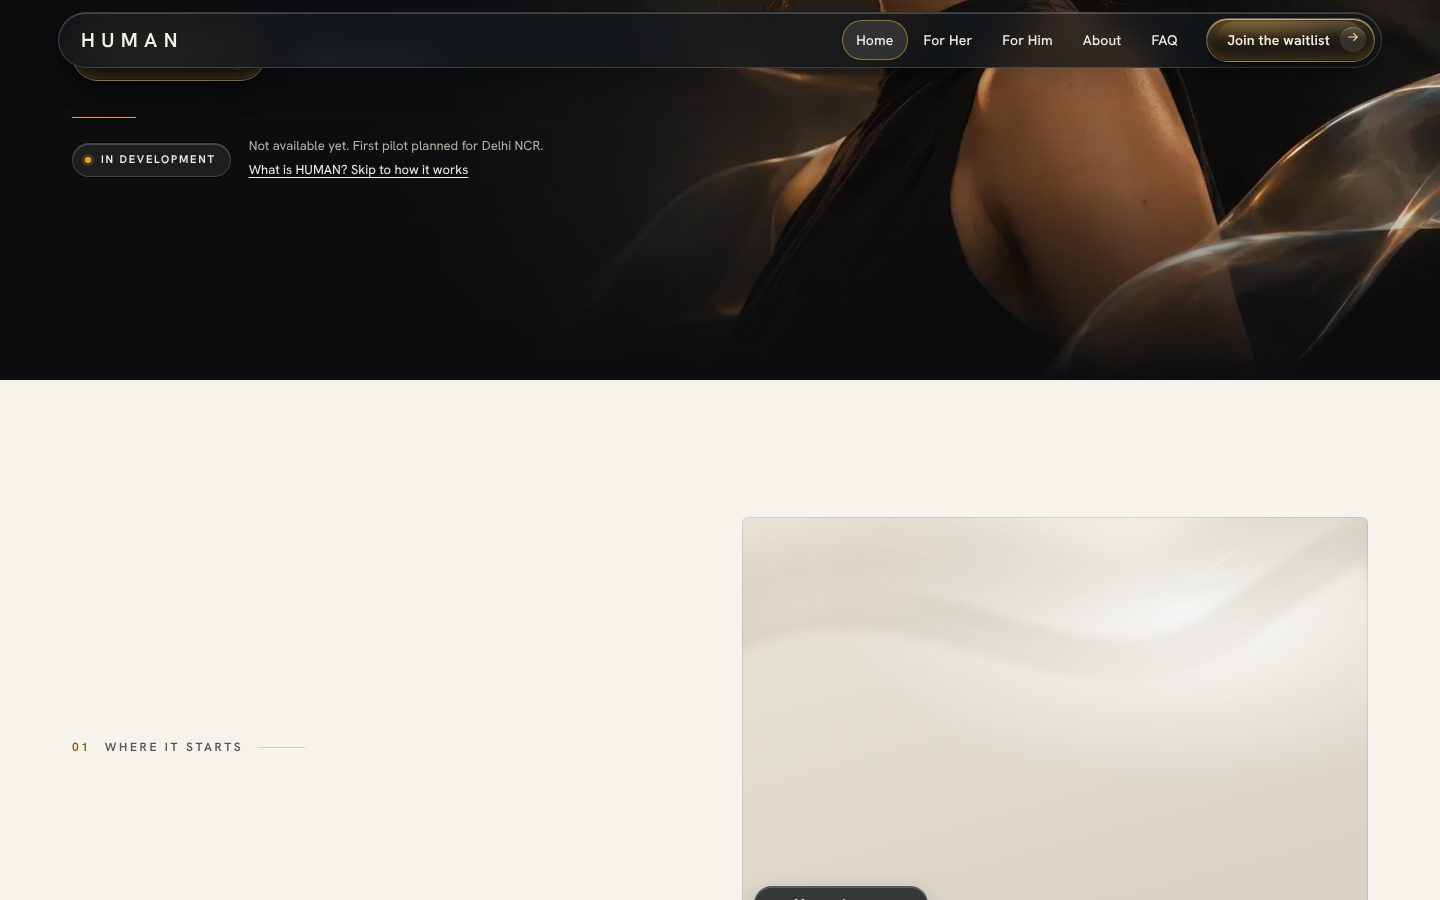 HUMAN
Home
For Her
For Him
About
FAQ
Join the waitlist
IN DEVELOPMENT
Not available yet. First pilot planned for Delhi NCR.
What is HUMAN? Skip to how it works
01 WHERE IT STARTS